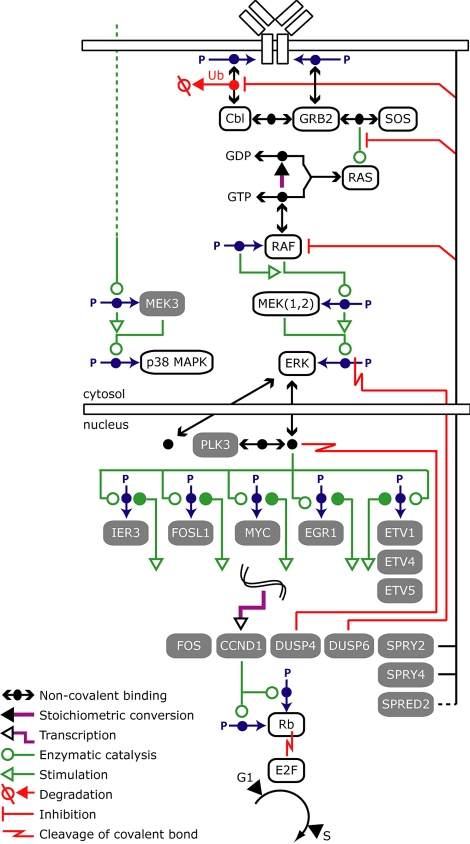 P P
Ub
Cbl GRB2 SOS
GDP
RAS
GTP
P RAF
P MEK3 MEK(1,2) P
P p38 MAPK ERK P
cytosol
nucleus
PLK3
P P P P P
IER3 FOSL1 MYC EGR1 ETV1
ETV4
ETV5
FOS CCND1 DUSP4 DUSP6 SPRY2
SPRY4
P
SPRED2
Non-covalent binding
Stoichiometric conversion
P Rb
Transcription
Enzymatic catalysis
Stimulation
E2F
G1
Degradation
Inhibition
Cleavage of covalent bond
S